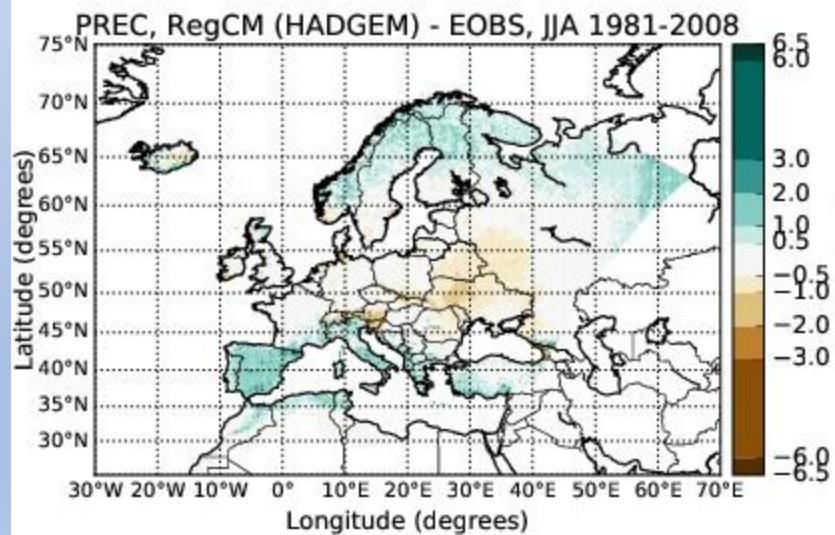 PREC, RegCM (HADGEM) - EOBS, JJA 1981-2008
75°N
70°N
65°N
60°N
55°N
50°N
45°N
40°N
35°N
30°N
30°W 20°W 10°W 0° 10°E 20°E 30°E 40°E 50°E 60°E 70°E
Longitude (degrees)
Latitude (degrees)
6.5
6.0
3.0
2.0
1.0
0.5
−0.5
−1.0
−2.0
−3.0
−6.0
−6.5